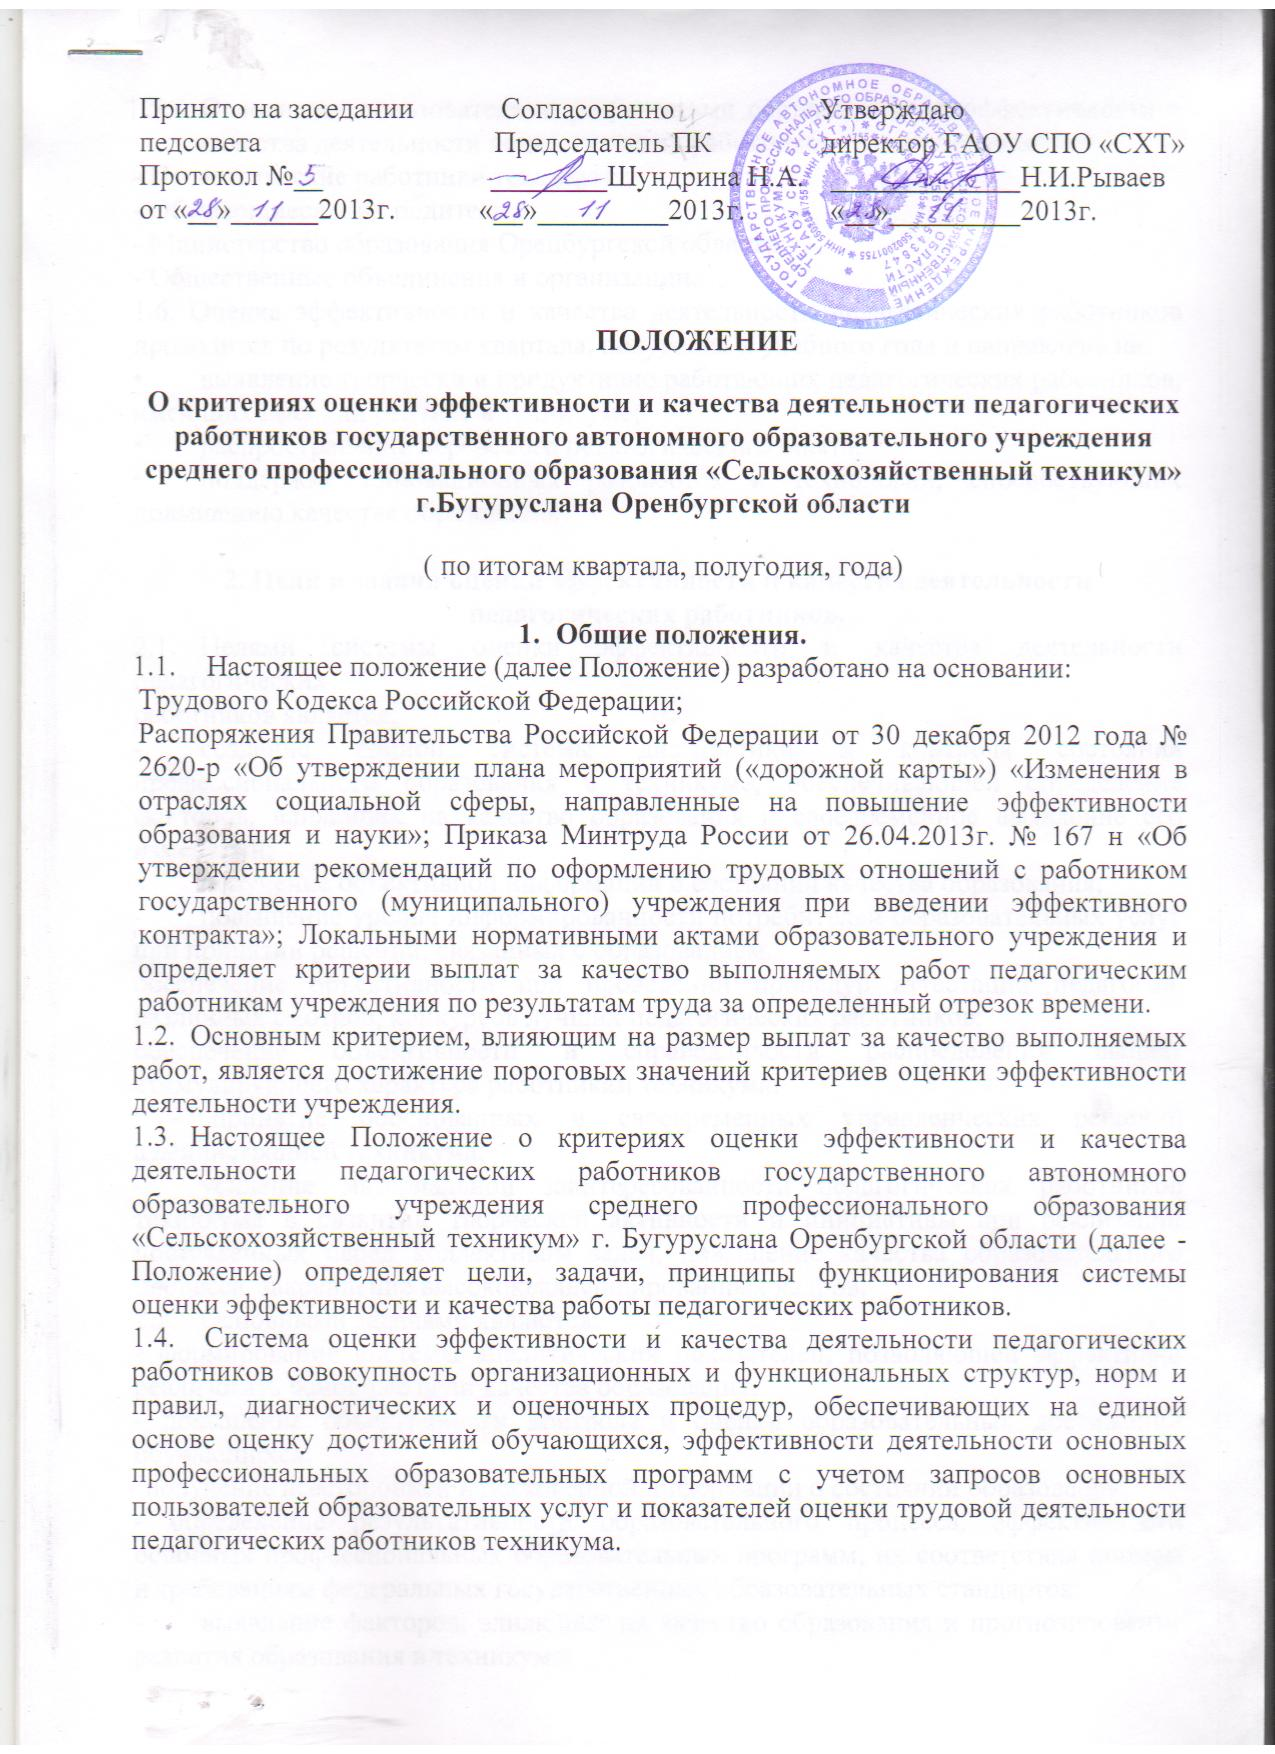 Принято на заседании Согласованно Утверждаю
педсовета Председатель ПК директор ГАОУ СПО «СХТ»
Протокол № 5 Шундрина Н.А. Н.И.Рываев
от «28» 11 2013г. «28» 11 2013г. «28» 11 2013г.
ПОЛОЖЕНИЕ
О критериях оценки эффективности и качества деятельности педагогических
работников государственного автономного образовательного учреждения
среднего профессионального образования «Сельскохозяйственный техникум»
г.Бугуруслана Оренбургской области
( по итогам квартала, полугодия, года)
1. Общие положения.
1.1. Настоящее положение (далее Положение) разработано на основании:
Трудового Кодекса Российской Федерации;
Распоряжения Правительства Российской Федерации от 30 декабря 2012 года №
2620-р «Об утверждении плана мероприятий («дорожной карты») «Изменения в
отраслях социальной сферы, направленные на повышение эффективности
образования и науки»; Приказа Минтруда России от 26.04.2013г. № 167 н «Об
утверждении рекомендаций по оформлению трудовых отношений с работником
государственного (муниципального) учреждения при введении эффективного
контракта»; Локальными нормативными актами образовательного учреждения и
определяет критерии выплат за качество выполняемых работ педагогическим
работникам учреждения по результатам труда за определенный отрезок времени.
1.2. Основным критерием, влияющим на размер выплат за качество выполняемых
работ, является достижение пороговых значений критериев оценки эффективности
деятельности учреждения.
1.3. Настоящее Положение о критериях оценки эффективности и качества
деятельности педагогических работников государственного автономного
образовательного учреждения среднего профессионального образования
«Сельскохозяйственный техникум» г. Бугуруслана Оренбургской области (далее -
Положение) определяет цели, задачи, принципы функционирования системы
оценки эффективности и качества работы педагогических работников.
1.4. Система оценки эффективности и качества деятельности педагогических
работников совокупность организационных и функциональных структур, норм и
правил, диагностических и оценочных процедур, обеспечивающих на единой
основе оценку достижений обучающихся, эффективности деятельности основных
профессиональных образовательных программ с учетом запросов основных
пользователей образовательных услуг и показателей оценки трудовой деятельности
педагогических работников техникума.